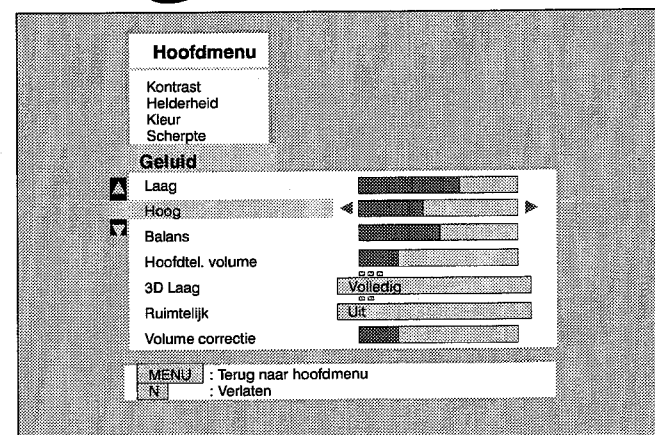 Hoofdmenu
Kontrast
Helderheid
Kleur
Scherpte
Geluid
Laag
Hoog
Balans
Hoofdtel. volume
3D Laag Volledig
Ruimtelijk Uit
Volume correctie
MENU : Terug naar hoofdmenu
N : Verlaten